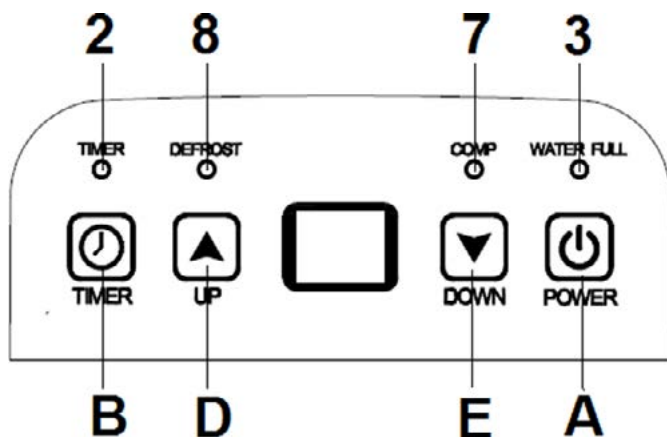 2 8 7 3
TIMER DEFROST COMP WATER FULL
TIMER UP DOWN POWER
B D E A